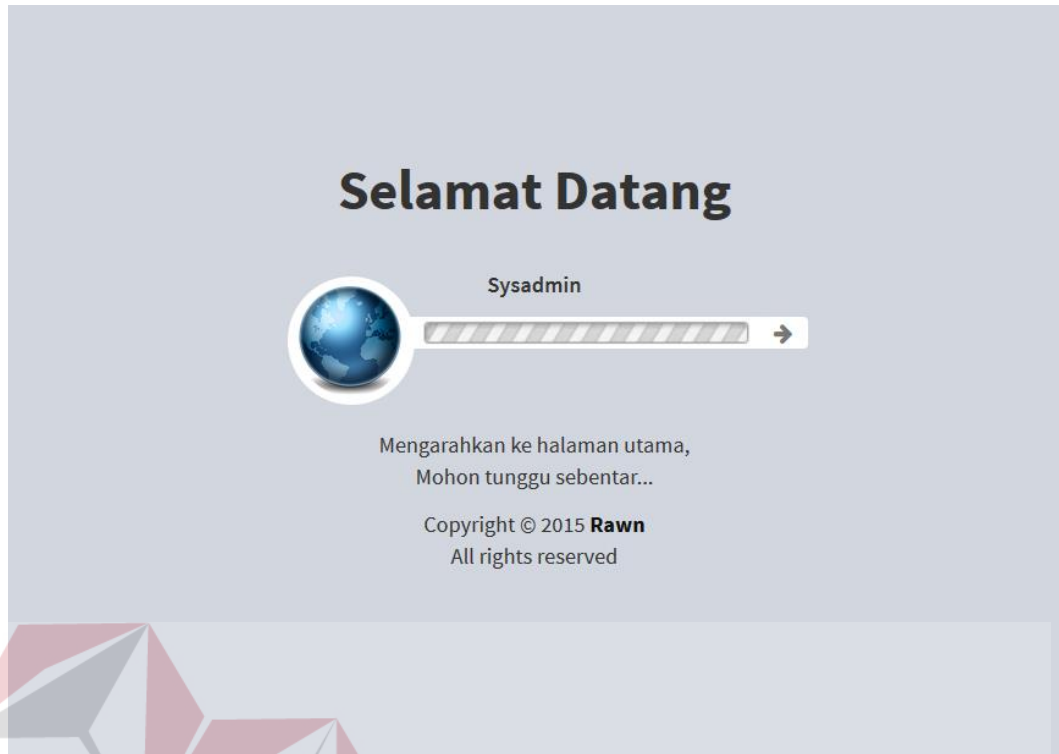 Selamat Datang
Sysadmin
Mengarahkan ke halaman utama,
Mohon tunggu sebentar...
Copyright © 2015 Rawn
All rights reserved